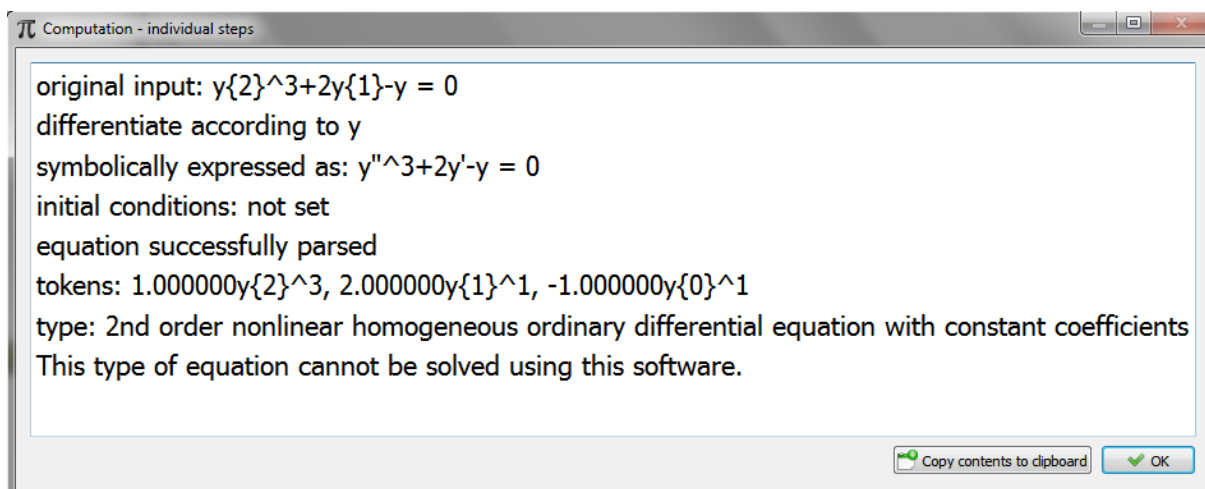 Computation - individual steps
original input: y{2}^3+2y{1}-y = 0
differentiate according to y
symbolically expressed as: y"^3+2y'-y = 0
initial conditions: not set
equation successfully parsed
tokens: 1.000000y{2}^3, 2.000000y{1}^1, -1.000000y{0}^1
type: 2nd order nonlinear homogeneous ordinary differential equation with constant coefficients
This type of equation cannot be solved using this software.
Copy contents to clipboard
OK